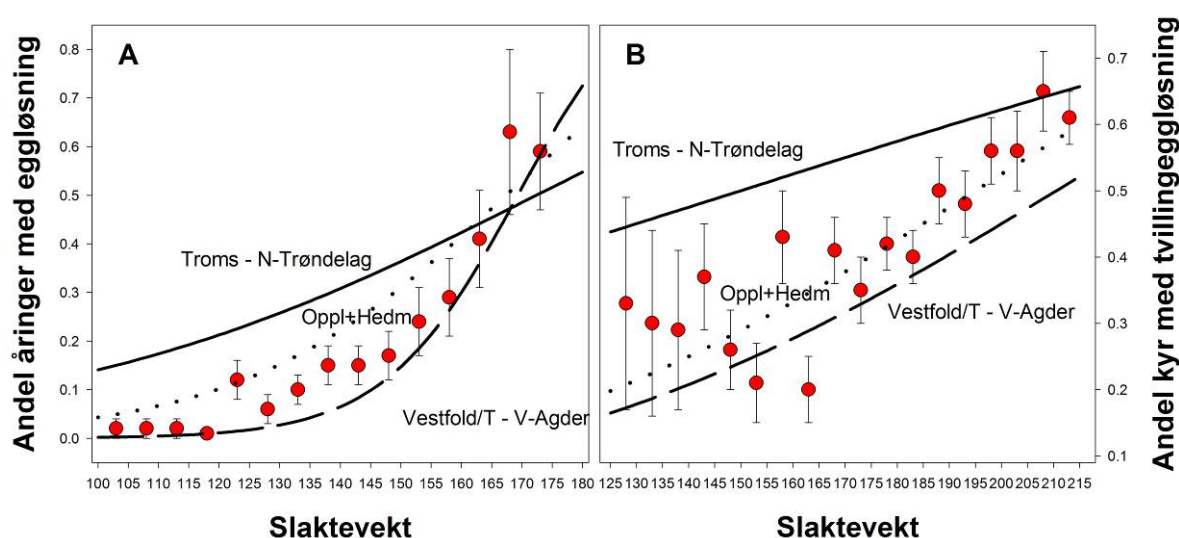 Andel åringer med eggløsning
0.8
0.7
0.6
0.5
0.4
0.3
0.2
0.1
0.0
A
Troms - N-Trøndelag
Oppl+Hedm
Vestfold/T - V-Agder
100 105 110 115 120 125 130 135 140 145 150 155 160 165 170 175 180
Slaktevekt
B
Troms - N-Trøndelag
Oppl+Hedm
Vestfold/T - V-Agder
125 130 135 140 145 150 155 160 165 170 175 180 185 190 195 200 205 210 215
Slaktevekt
0.7
0.6
0.5
0.4
0.3
0.2
0.1
Andel kyr med tvillingeggløsning